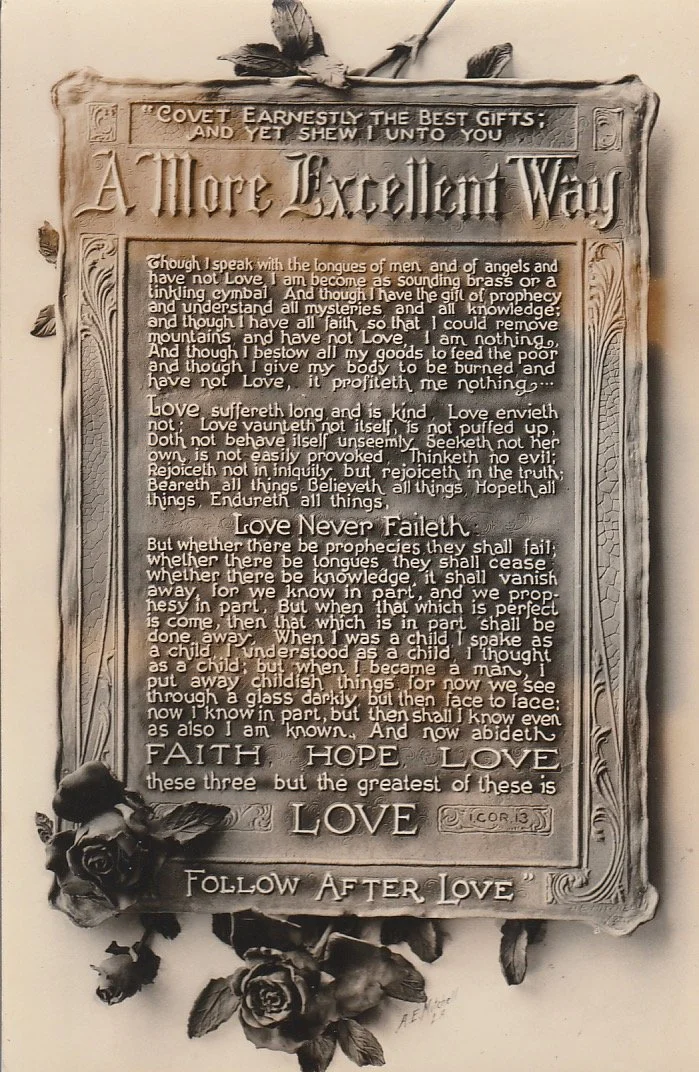 "COVET EARNESTLY THE BEST GIFTS;
AND YET SHEW I UNTO YOU
A More Excellent Way
Though I speak with the tongues of men and of angels and
have not Love, I am become as sounding brass or a
tinkling cymbal. And though I have the gift of prophecy
and understand all mysteries and all knowledge;
and though I have all faith, so that I could remove
mountains, and have not Love, I am nothing.
And though I bestow all my goods to feed the poor
and though I give my body to be burned and
have not Love, it profiteth me nothing...
Love suffereth long and is kind, Love envieth
not; Love vaunteth not itself, is not puffed up,
Doth not behave itself unseemly, Seeketh not her
own, is not easily provoked, Thinketh no evil;
Rejoiceth not in iniquity, but rejoiceth in the truth;
Beareth all things, Believeth all things, Hopeth all
things, Endureth all things,
Love Never Faileth
But whether there be prophecies, they shall fail;
whether there be tongues, they shall cease,
whether there be knowledge, it shall vanish
away, for we know in part, and we prop-
hesy in part. But when that which is perfect
is come, then that which is in part shall be
done away. When I was a child I spake as
a child, I understood as a child, I thought
as a child; but when I became a man, I
put away childish things, for now we see
through a glass darkly, but then face to face;
now I know in part, but then shall I know even
as also I am known. And now abideth
FAITH, HOPE, LOVE
these three but the greatest of these is
LOVE
I.COR.13
FOLLOW AFTER LOVE"
A.E. Mitchell
L.A.